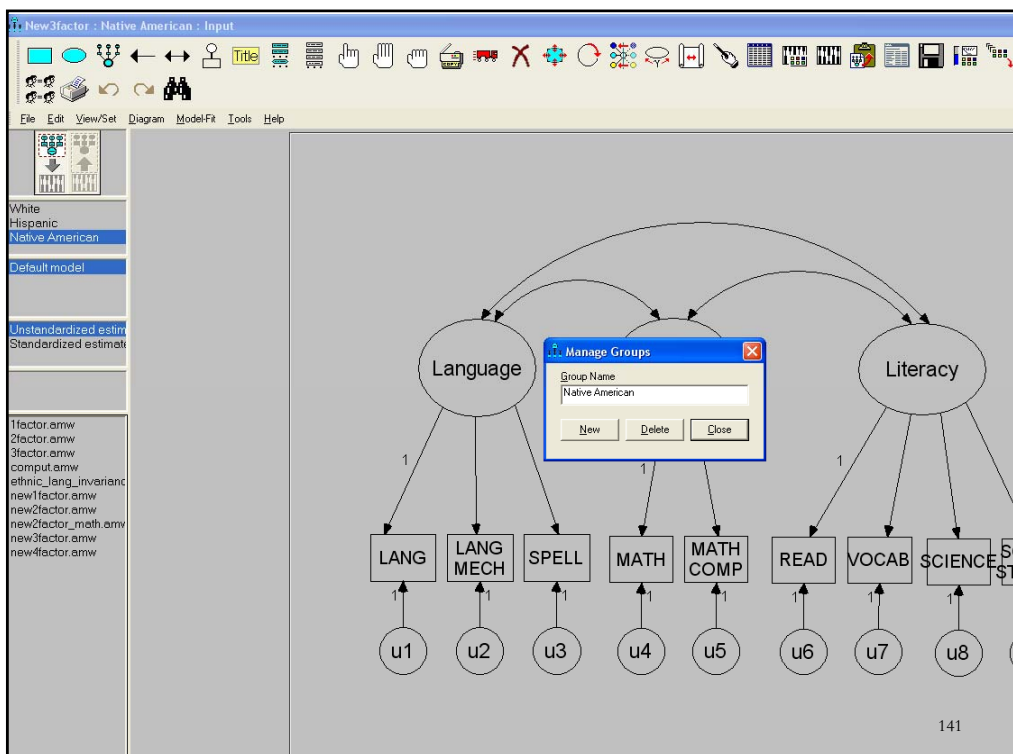 New3factor : Native American : Input
Title
File Edit View/Set Diagram Model-Fit Tools Help
White
Hispanic
Native American
Default model
Unstandardized estim
Standardized estimate
1factor.amw
2factor.amw
3factor.amw
comput.amw
ethnic_lang_invarianc
new1factor.amw
new2factor.amw
new2factor_math.amw
new3factor.amw
new4factor.amw
Manage Groups
Group Name
Native American
New Delete Close
Language
Literacy
1
1
1
LANG
LANG
MECH
SPELL
MATH
MATH
COMP
READ
VOCAB
SCIENCE
1 1 1 1 1 1 1 1
u1 u2 u3 u4 u5 u6 u7 u8
141